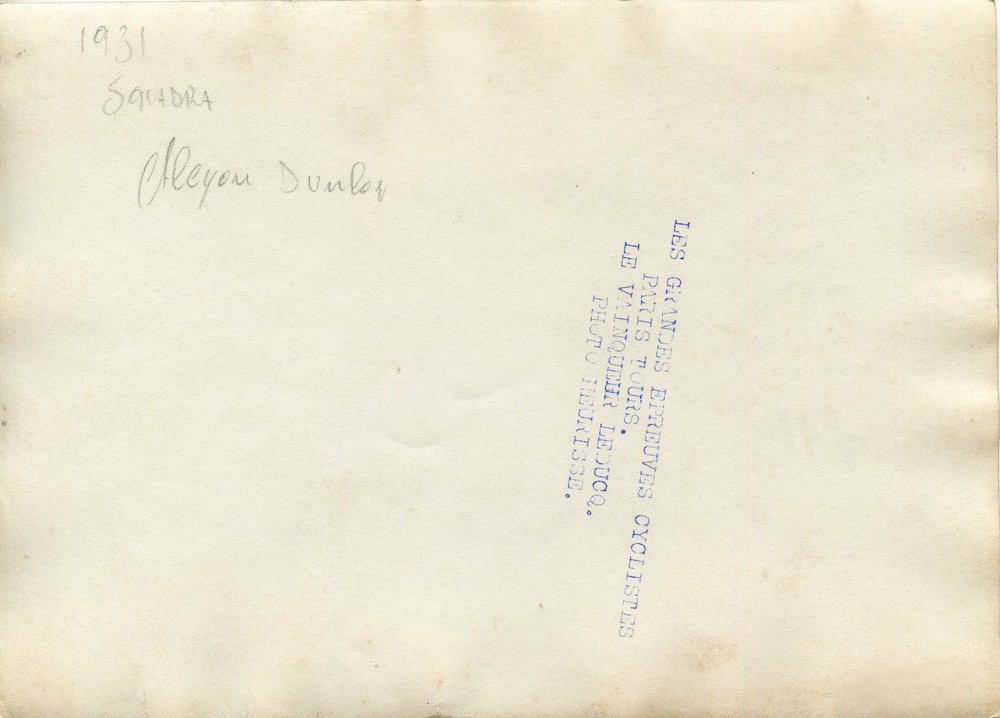 1931
SQUADRA
Alcyon Dunlop
LES GRANDES EPREUVES CYCLISTES
PARIS TOURS.
LE VAINQUEUR LEDUCQ.
PHOTO MEURISSE.